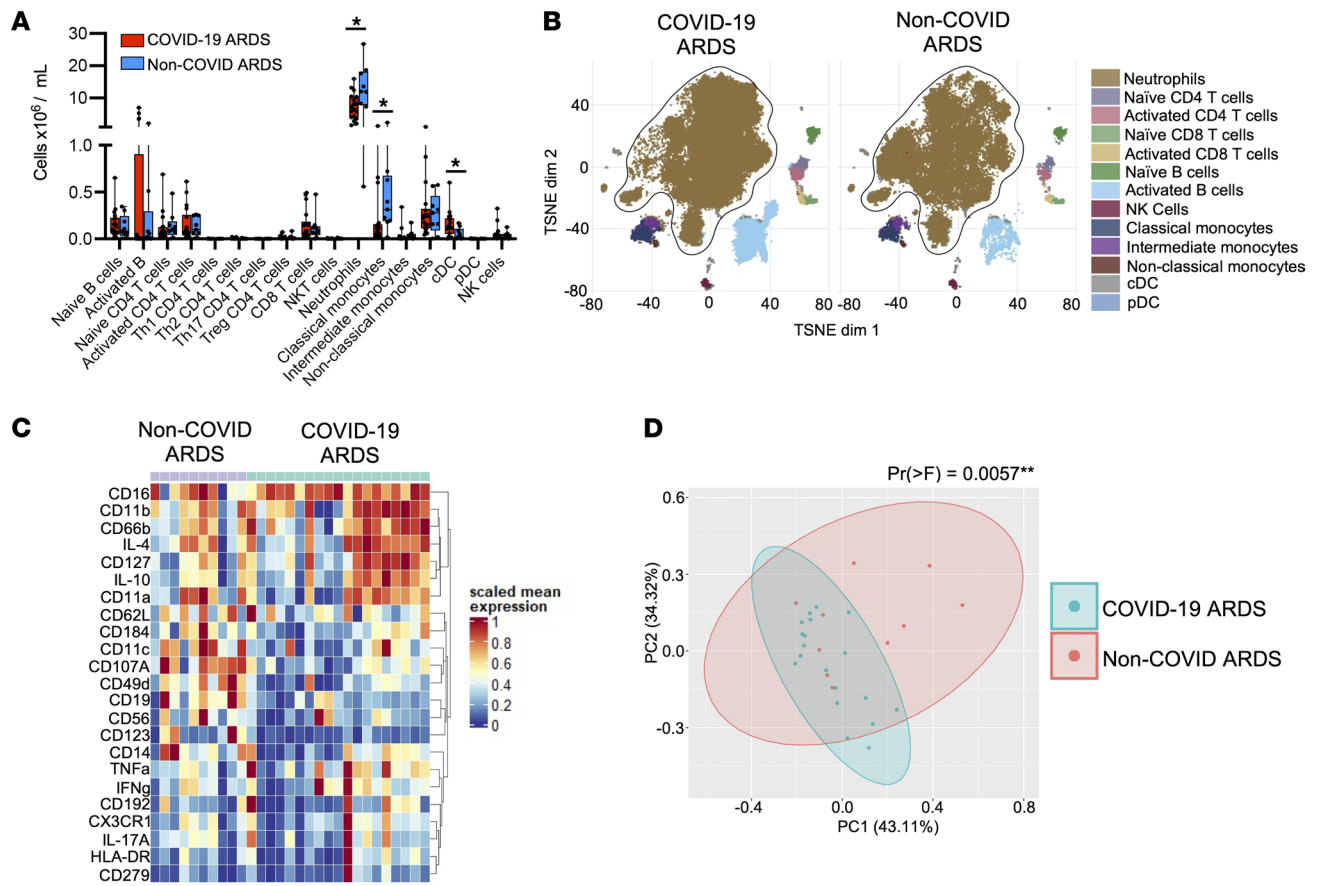 A
Cells x10⁶ / mL
30
20
10
1.0
0.5
0.0
COVID-19 ARDS
Non-COVID ARDS
*
*
*
Naive B cells
Activated B
Naive CD4 T cells
Activated CD4 T cells
Th1 CD4 T cells
Th2 CD4 T cells
Th17 CD4 T cells
Treg CD4 T cells
CD8 T cells
NKT cells
Neutrophils
Classical monocytes
Intermediate monocytes
Non-classical monocytes
cDC
pDC
NK cells
B
COVID-19
ARDS
Non-COVID
ARDS
TSNE dim 2
40
0
-40
-80
-80 -40 0 40 80
-80 -40 0 40 80
TSNE dim 1
Neutrophils
Naïve CD4 T cells
Activated CD4 T cells
Naïve CD8 T cells
Activated CD8 T cells
Naïve B cells
Activated B cells
NK Cells
Classical monocytes
Intermediate monocytes
Non-classical monocytes
cDC
pDC
C
Non-COVID
ARDS
COVID-19
ARDS
CD16
CD11b
CD66b
IL-4
CD127
IL-10
CD11a
CD62L
CD184
CD11c
CD107A
CD49d
CD19
CD56
CD123
CD14
TNFa
IFNg
CD192
CX3CR1
IL-17A
HLA-DR
CD279
scaled mean
expression
1
0.8
0.6
0.4
0.2
0
D
Pr(>F) = 0.0057**
PC2 (34.32%)
0.6
0.3
0.0
-0.3
-0.4 0.0 0.4 0.8
PC1 (43.11%)
COVID-19 ARDS
Non-COVID ARDS